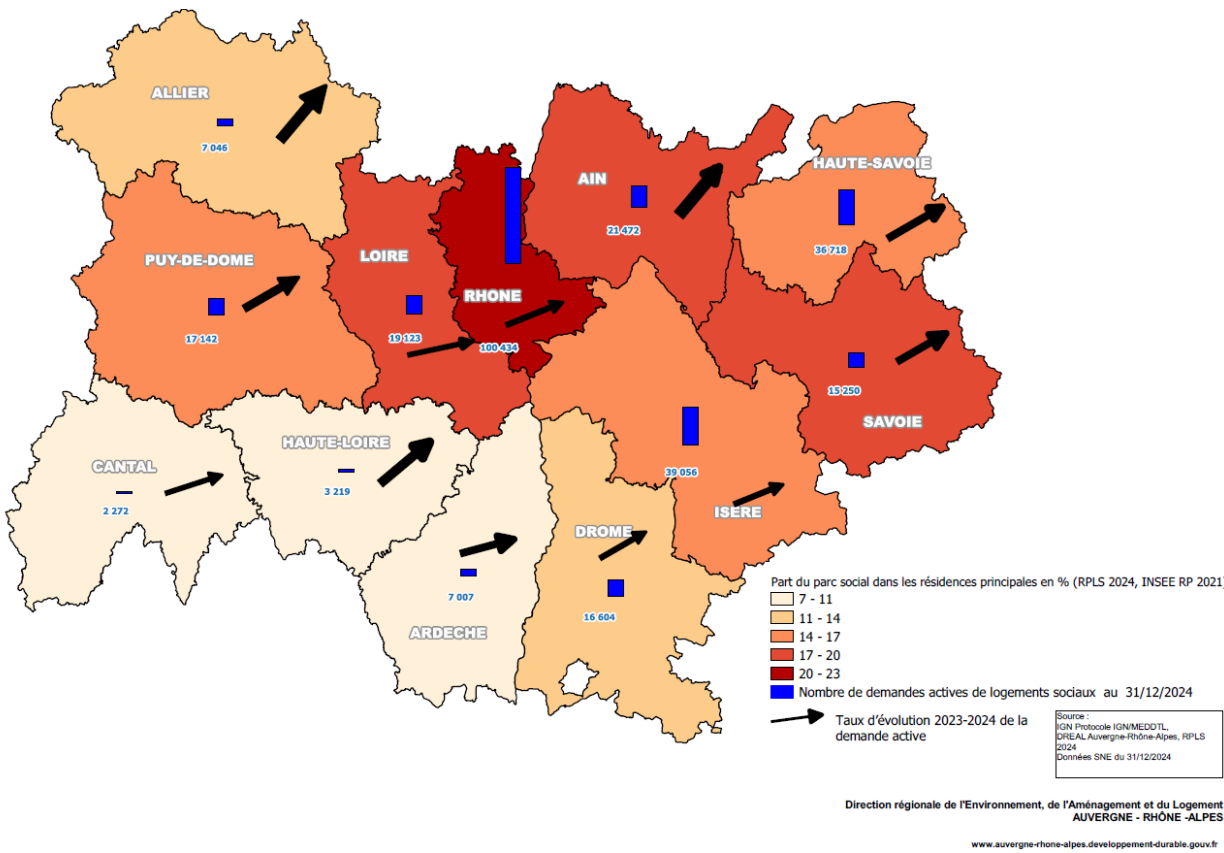 ALLIER
7 046
PUY-DE-DOME
17 142
LOIRE
19 123
RHONE
100 434
AIN
21 472
HAUTE-SAVOIE
36 718
SAVOIE
15 250
CANTAL
2 272
HAUTE-LOIRE
3 219
ARDECHE
7 007
DROME
16 604
ISERE
39 056
Part du parc social dans les résidences principales en % (RPLS 2024, INSEE RP 2021
7 - 11
11 - 14
14 - 17
17 - 20
20 - 23
Nombre de demandes actives de logements sociaux au 31/12/2024
Taux d'évolution 2023-2024 de la
demande active
Source :
IGN Protocole IGN/MEDDTL,
DREAL Auvergne-Rhône-Alpes, RPLS
2024
Données SNE du 31/12/2024
Direction régionale de l'Environnement, de l'Aménagement et du Logement
AUVERGNE - RHÔNE -ALPES
www.auvergne-rhone-alpes.developpement-durable.gouv.fr